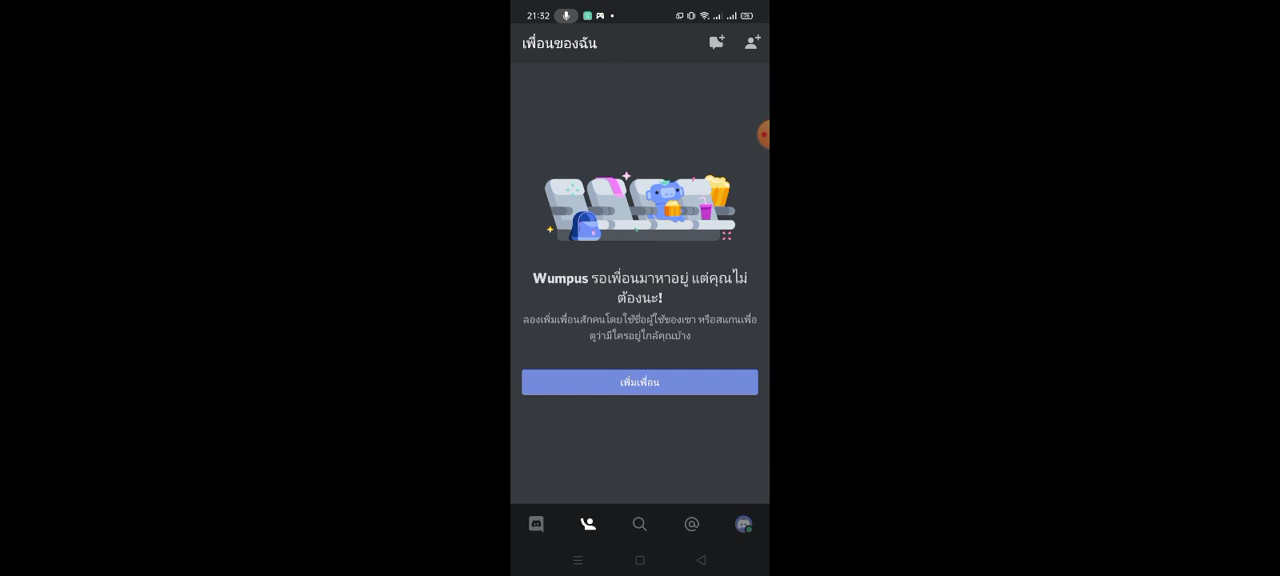 21:32
เพื่อนของฉัน
Wumpus รอเพื่อนมาหาอยู่ แต่คุณไม่
ต้องนะ!
ลองเพิ่มเพื่อนสักคนโดยใช้ชื่อผู้ใช้ของเขา หรือสแกนเพื่อ
ดูว่ามีใครอยู่ใกล้คุณบ้าง
เพิ่มเพื่อน